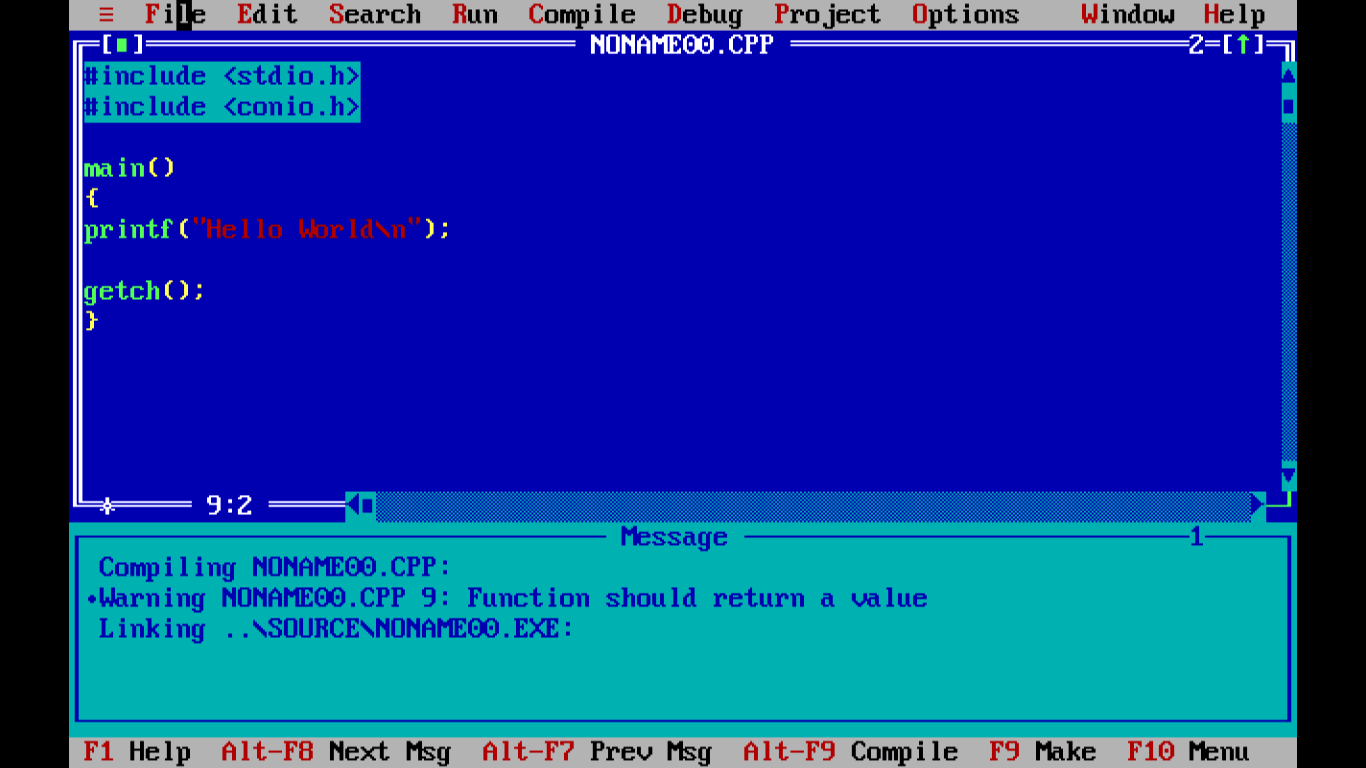 ≡ File Edit Search Run Compile Debug Project Options Window Help
[■] NONAME00.CPP 2=[↑]
#include <stdio.h>
#include <conio.h>
main()
{
printf("Hello World\n");
getch();
}
9:2
Message 1
Compiling NONAME00.CPP:
•Warning NONAME00.CPP 9: Function should return a value
Linking ..\SOURCE\NONAME00.EXE:
F1 Help Alt-F8 Next Msg Alt-F7 Prev Msg Alt-F9 Compile F9 Make F10 Menu